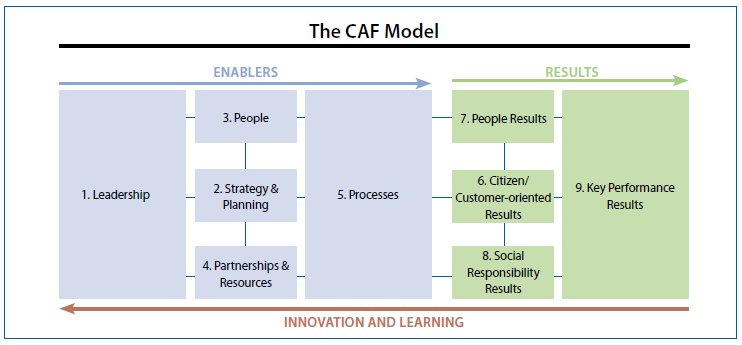 The CAF Model
ENABLERS
RESULTS
1. Leadership
3. People
2. Strategy &
Planning
4. Partnerships &
Resources
5. Processes
7. People Results
6. Citizen/
Customer-oriented
Results
8. Social
Responsibility
Results
9. Key Performance
Results
INNOVATION AND LEARNING